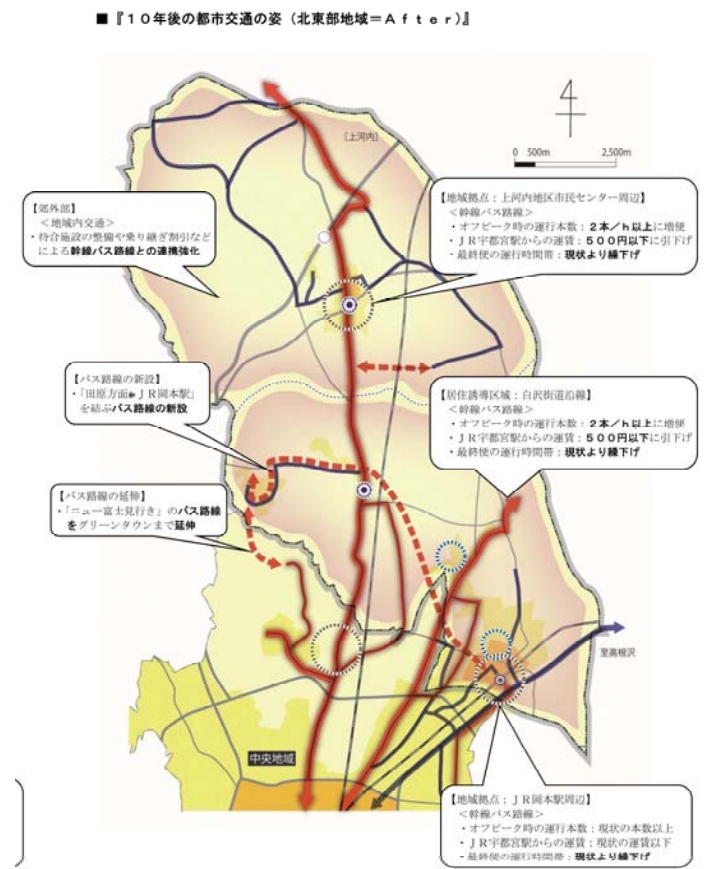 ■『１０年後の都市交通の姿（北東部地域＝Ａｆｔｅｒ）』
［上河内］
0 500m 2,500m
【郊外部】
＜地域内交通＞
・待合施設の整備や乗り継ぎ割引など
による幹線バス路線との連携強化
【地域拠点：上河内地区市民センター周辺】
＜幹線バス路線＞
・オフピーク時の運行本数：２本／ｈ以上に増便
・ＪＲ宇都宮駅からの運賃：５００円以下に引下げ
・最終便の運行時間帯：現状より繰下げ
【バス路線の新設】
・「田原方面⇔ＪＲ岡本駅」
を結ぶバス路線の新設
【居住誘導区域：白沢街道沿線】
＜幹線バス路線＞
・オフピーク時の運行本数：２本／ｈ以上に増便
・ＪＲ宇都宮駅からの運賃：５００円以下に引下げ
・最終便の運行時間帯：現状より繰下げ
【バス路線の延伸】
・「ニュー富士見行き」のバス路線
をグリーンタウンまで延伸
至高根沢
中央地域
【地域拠点：ＪＲ岡本駅周辺】
＜幹線バス路線＞
・オフピーク時の運行本数：現状の本数以上
・ＪＲ宇都宮駅からの運賃：現状の運賃以下
・最終便の運行時間帯：現状より繰下げ